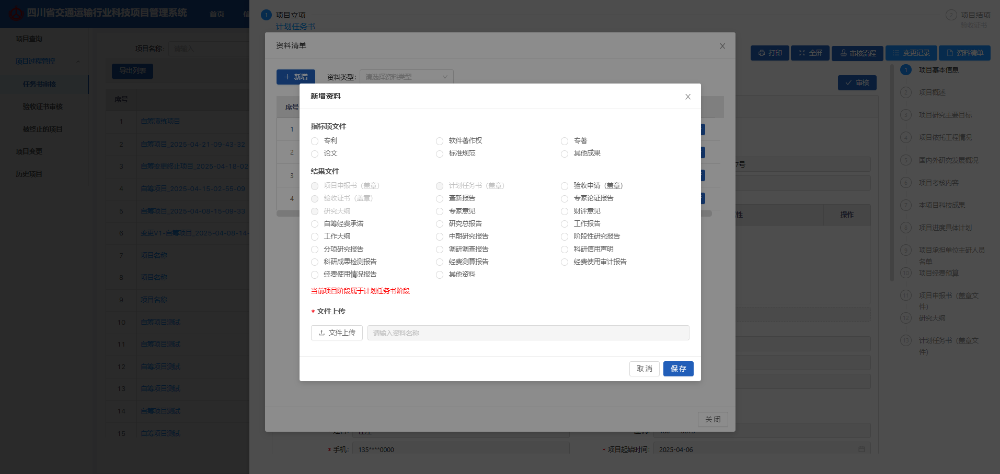 四川省交通运输行业科技项目管理系统
首页
项目查询
项目过程管控
任务书审核
验收证书审核
被终止的项目
项目变更
历史项目
项目名称:
请输入
导出列表
序号
1 自筹演练项目
2 自筹项目_2025-04-21-09-43-32
3 自筹变更终止项目_2025-04-18-02-
4 自筹项目_2025-04-15-02-55-09
5 自筹项目_2025-04-08-15-09-33
6 变更V1-自筹项目_2025-04-08-14-
7 项目名称
8 项目名称
9 项目名称
10 自筹项目测试
11 自筹项目测试
12 自筹项目测试
13 自筹项目测试
14 自筹项目测试
15 自筹项目测试
1 项目立项
计划任务书
2 项目结项
验收证书
打印 全屏 审核流程 变更记录 资料清单
审核
资料清单
新增 资料类型: 请选择资料类型
序号
1
2
3
4
新增资料
指标项文件
专利 软件著作权 专著
论文 标准规范 其他成果
结果文件
项目申报书（盖章） 计划任务书（盖章） 验收申请（盖章）
验收证书（盖章） 查新报告 专家论证报告
研究大纲 专家意见 财评意见
自筹经费承诺 研究总报告 工作报告
工作大纲 中期研究报告 阶段性研究报告
分项研究报告 调研调查报告 科研信用声明
科研成果检测报告 经费测算报告 经费使用审计报告
经费使用情况报告 其他资料
当前项目阶段属于计划任务书阶段
* 文件上传
文件上传 请输入资料名称
取 消 保 存
关 闭
7号
性 操作
* 手机: 135****0000 * 项目起始时间: 2025-04-06
1 项目基本信息
2 项目概述
3 项目研究主要目标
4 项目依托工程情况
5 国内外研究发展概况
6 项目考核内容
7 本项目科技成果
8 项目进度具体计划
9 项目承担单位主研人员
名单
10 项目经费预算
11 项目申报书（盖章文
件）
12 研究大纲
13 计划任务书（盖章文
件）